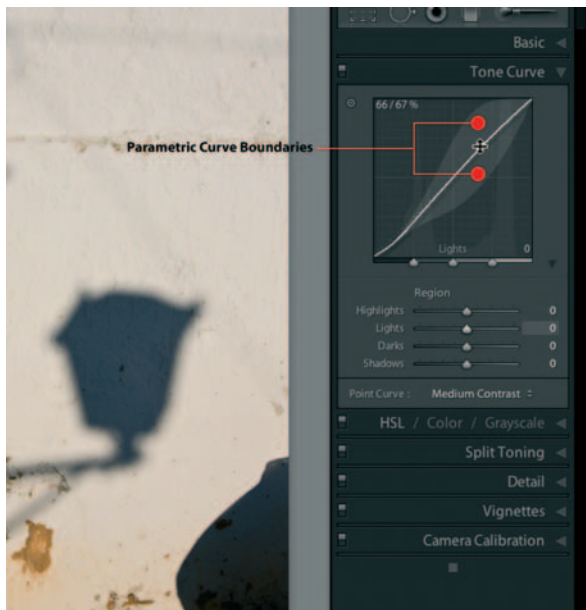 Basic
Tone Curve
66 / 67 %
Parametric Curve Boundaries
Lights 0
Region
Highlights 0
Lights 0
Darks 0
Shadows 0
Point Curve : Medium Contrast
HSL / Color / Grayscale
Split Toning
Detail
Vignettes
Camera Calibration